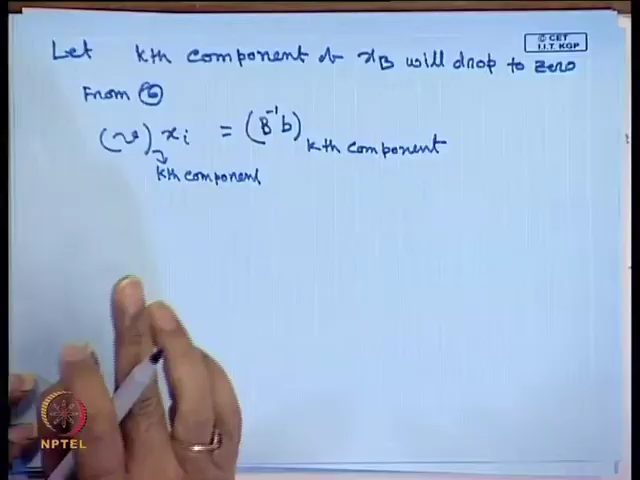 Let kth component of xB will drop to zero
© CET
I.I.T. KGP
From ⑥
(v) xi = (B⁻¹b) kth component
kth component
NPTEL